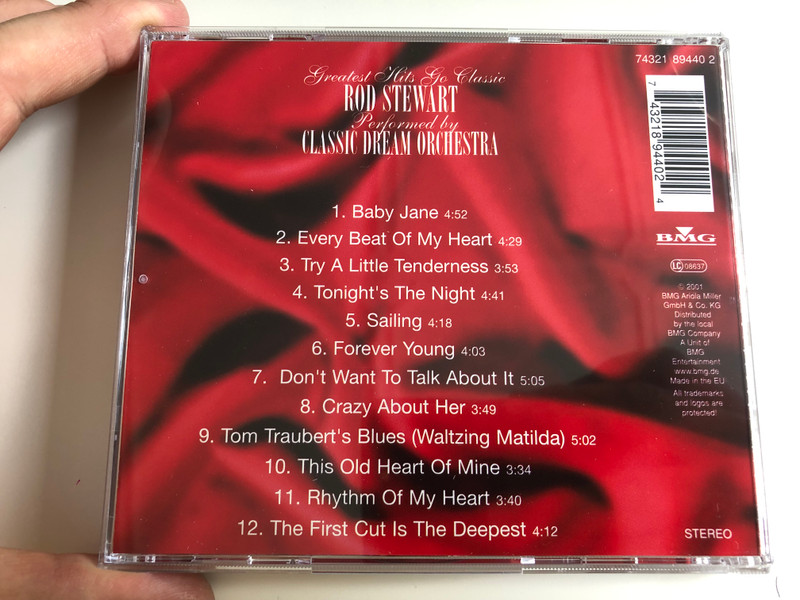 Greatest Hits Go Classic
ROD STEWART
Performed by
CLASSIC DREAM ORCHESTRA
1. Baby Jane 4:52
2. Every Beat Of My Heart 4:29
3. Try A Little Tenderness 3:53
4. Tonight's The Night 4:41
5. Sailing 4:18
6. Forever Young 4:03
7. Don't Want To Talk About It 5:05
8. Crazy About Her 3:49
9. Tom Traubert's Blues (Waltzing Matilda) 5:02
10. This Old Heart Of Mine 3:34
11. Rhythm Of My Heart 3:40
12. The First Cut Is The Deepest 4:12
74321 89440 2
7 43218 94402 4
BMG
LC 08637
© 2001
BMG Ariola Miller
GmbH & Co. KG
Distributed
by the local
BMG Company
A Unit of
BMG
Entertainment
www.bmg.de
Made in the EU
All trademarks
and logos are
protected!
STEREO